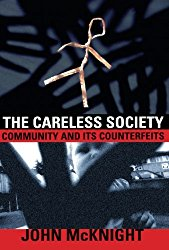 THE CARELESS SOCIETY
COMMUNITY AND ITS COUNTERFEITS
JOHN McKNIGHT